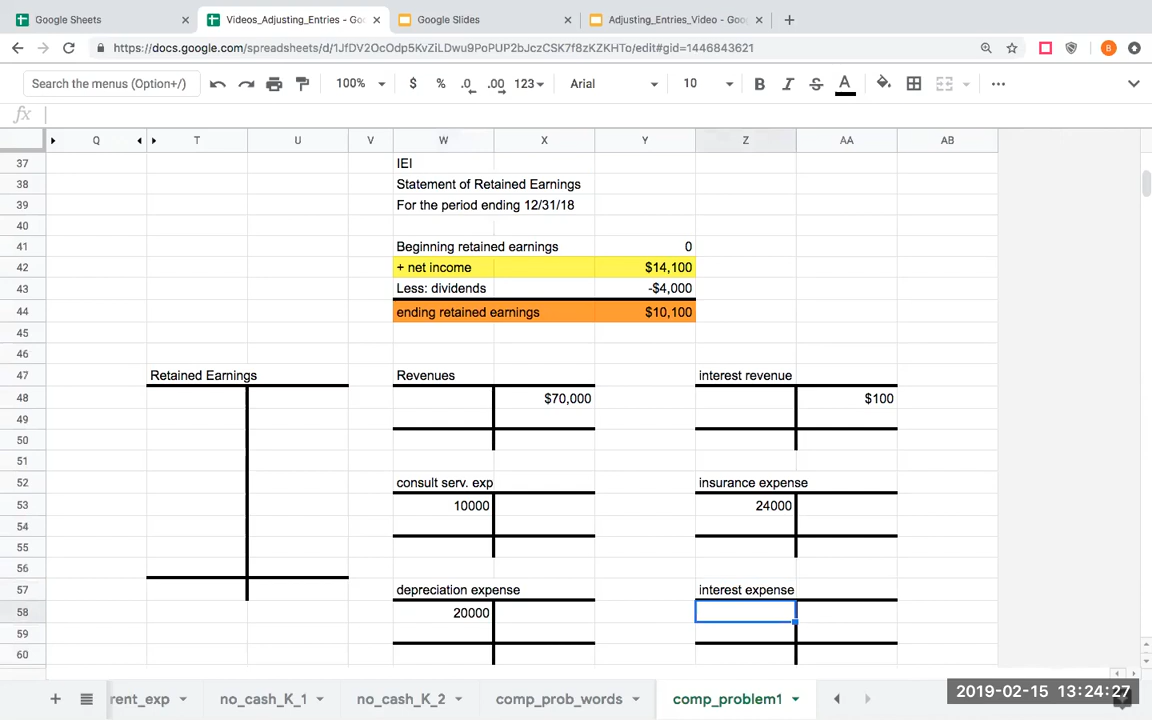 Google Sheets
Videos_Adjusting_Entries - Go
Google Slides
Adjusting_Entries_Video - Goo
https://docs.google.com/spreadsheets/d/1JfDV2OcOdp5KvZiLDwu9PoPUP2bJczCSK7f8zKZKHTo/edit#gid=1446843621
B
Search the menus (Option+/)
100%
$ % .0 .00 123
Arial
10
B I S A
fx
Q T U V W X Y Z AA AB
37 IEI
38 Statement of Retained Earnings
39 For the period ending 12/31/18
40
41 Beginning retained earnings 0
42 + net income $14,100
43 Less: dividends -$4,000
44 ending retained earnings $10,100
45
46
47 Retained Earnings Revenues interest revenue
48 $70,000 $100
49
50
51
52 consult serv. exp insurance expense
53 10000 24000
54
55
56
57 depreciation expense interest expense
58 20000
59
60
rent_exp no_cash_K_1 no_cash_K_2 comp_prob_words comp_problem1
2019-02-15 13:24:27